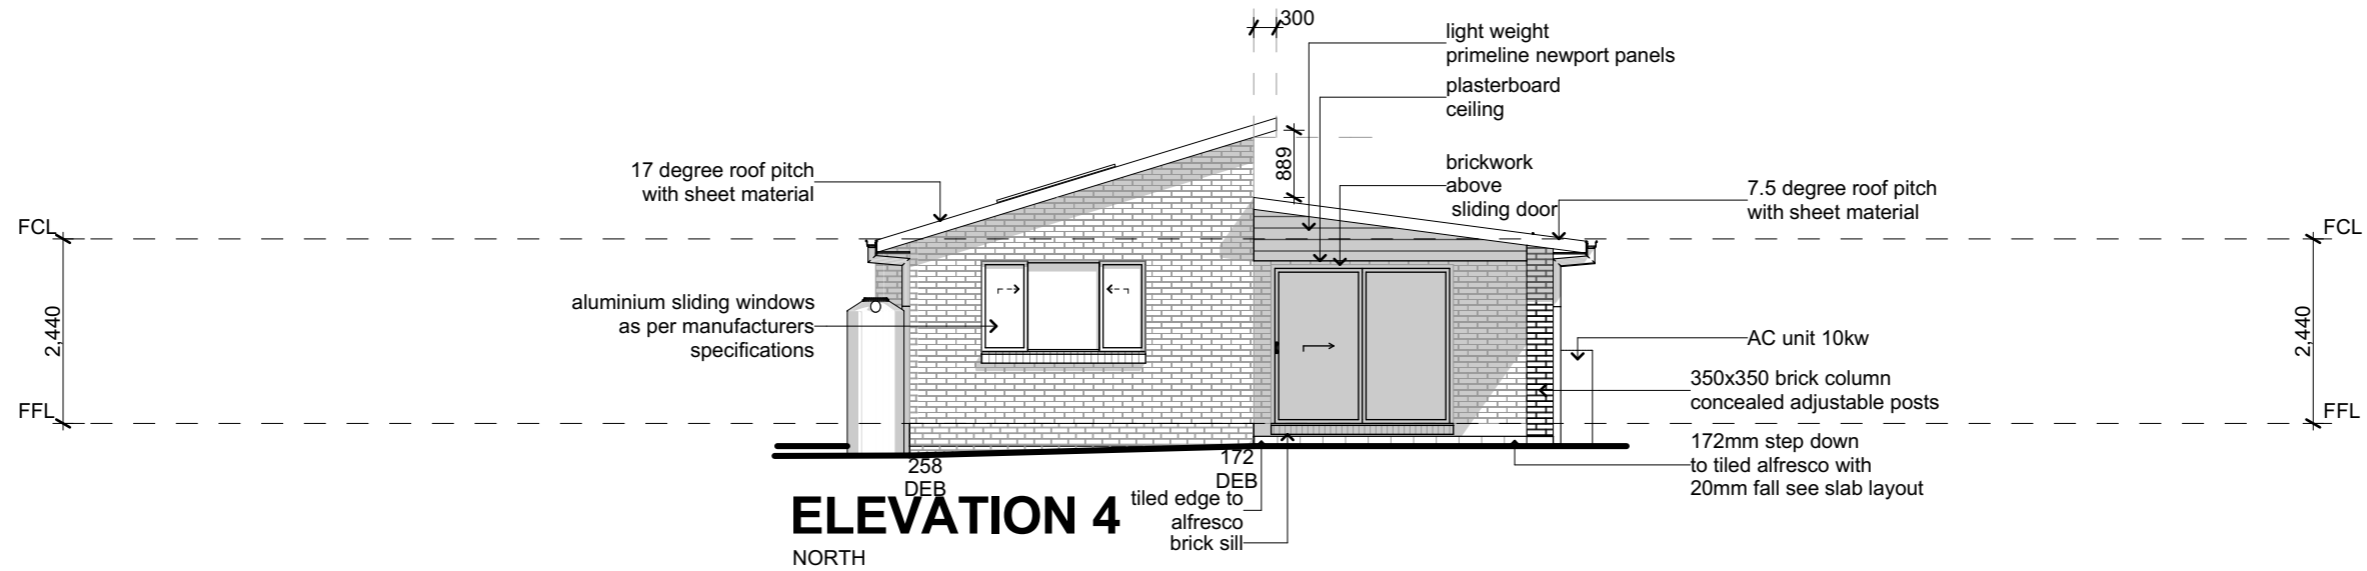 300
light weight
primeline newport panels
plasterboard
ceiling
889
brickwork
above
sliding door
17 degree roof pitch
with sheet material
7.5 degree roof pitch
with sheet material
FCL
FCL
2,440
2,440
aluminium sliding windows
as per manufacturers
specifications
AC unit 10kw
350x350 brick column
concealed adjustable posts
FFL
FFL
172mm step down
to tiled alfresco with
20mm fall see slab layout
258
DEB
172
DEB
tiled edge to
alfresco
brick sill
ELEVATION 4
NORTH